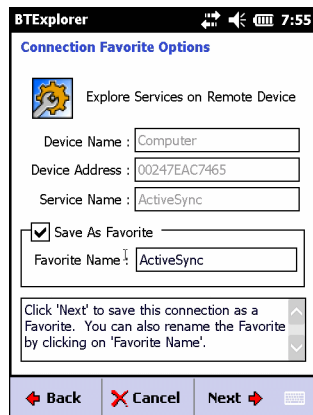 BTExplorer 7:55
Connection Favorite Options
Explore Services on Remote Device
Device Name : Computer
Device Address : 00247EAC7465
Service Name : ActiveSync
Save As Favorite
Favorite Name : ActiveSync
Click 'Next' to save this connection as a
Favorite. You can also rename the Favorite
by clicking on 'Favorite Name'.
Back Cancel Next